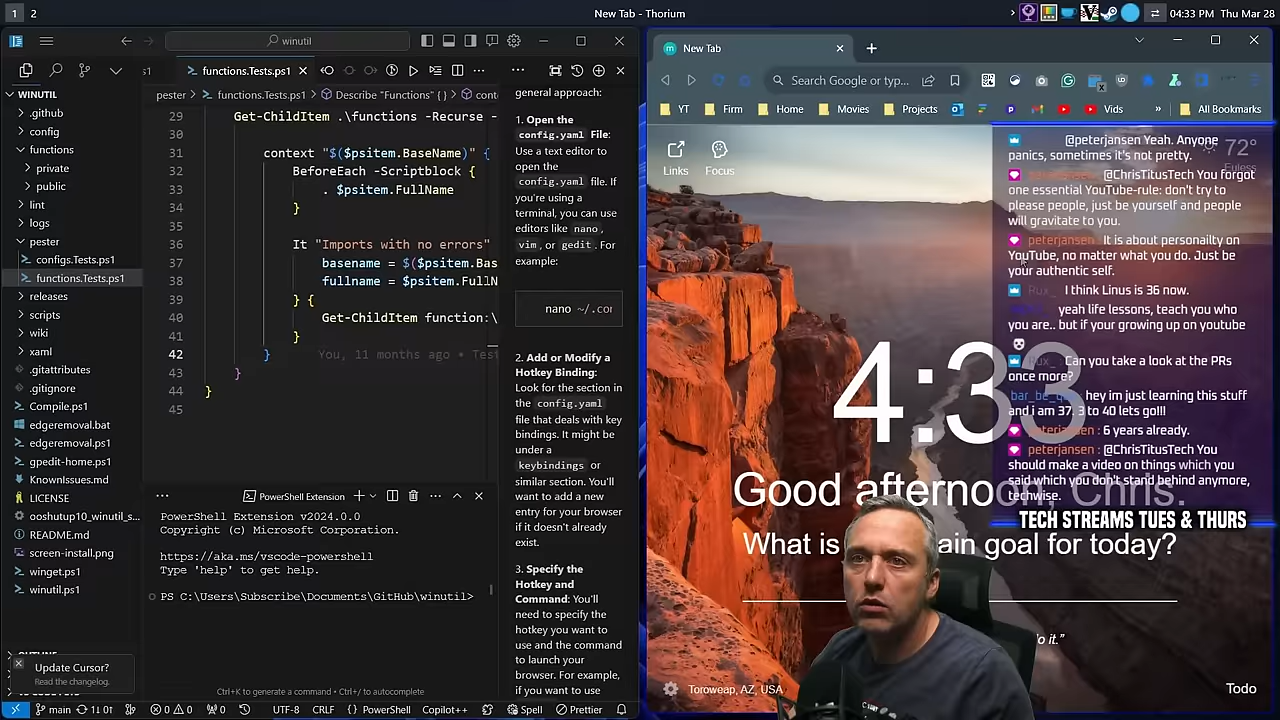 1
2
New Tab - Thorium
04:33 PM Thu Mar 28
winutil
s1
functions.Tests.ps1
pester > functions.Tests.ps1 > Describe "Functions" { } > cont
WINUTIL
.github
config
functions
private
public
lint
logs
pester
configs.Tests.ps1
functions.Tests.ps1
releases
scripts
wiki
xaml
.gitattributes
.gitignore
Compile.ps1
edgeremoval.bat
edgeremoval.ps1
gpedit-home.ps1
KnownIssues.md
LICENSE
ooshutup10_winutil_s...
README.md
screen-install.png
winget.ps1
winutil.ps1
Update Cursor?
Read the changelog.
29 Get-ChildItem .\functions -Recurse -
30
31 context "$($psitem.BaseName)" {
32 BeforeEach -Scriptblock {
33 . $psitem.FullName
34 }
35
36 It "Imports with no errors"
37 basename = $($psitem.Bas
38 fullname = $psitem.FullN
39 } {
40 Get-ChildItem function:\
41 }
42 } You, 11 months ago • Tes
43 }
44 }
45
PowerShell Extension
PowerShell Extension v2024.0.0
Copyright (c) Microsoft Corporation.
https://aka.ms/vscode-powershell
Type 'help' to get help.
PS C:\Users\Subscribe\Documents\GitHub\winutil>
Ctrl+K to generate a command • Ctrl+/ to autocomplete
general approach:
1. Open the
config.yaml File:
Use a text editor to
open the
config.yaml file. If
you're using a
terminal, you can use
editors like nano ,
vim, or gedit. For
example:
nano ~/.cor
2. Add or Modify a
Hotkey Binding:
Look for the section in
the config.yaml
file that deals with key
bindings. It might be
under a
keybindings or
similar section. You'll
want to add a new
entry for your browser
if it doesn't already
exist.
3. Specify the
Hotkey and
Command: You'll
need to specify the
hotkey you want to
use and the command
to launch your
browser. For example,
if you want to use
main 1↓ 0↑ 0 0 0 UTF-8 CRLF PowerShell Copilot++ Spell Prettier
New Tab
Search Google or typ...
YT Firm Home Movies Projects Vids » All Bookmarks
Links
Focus
72°
4:33
Good afternoon, Chris.
What is ain goal for today?
o it."
Toroweap, AZ, USA
Todo
@peterjansen Yeah. Anyone
panics, sometimes it's not pretty.
peterjansen: @ChrisTitusTech You forgot
one essential YouTube-rule: don't try to
please people, just be yourself and people
will gravitate to you.
peterjansen: It is about personailty on
YouTube, no matter what you do. Just be
your authentic self.
Rux_: I think Linus is 36 now.
yeah life lessons, teach you who
you are.. but if your growing up on youtube
Rux_: Can you take a look at the PRs
once more?
hey im just learning this stuff
and i am 37. 3 to 40 lets go!!!
peterjansen : 6 years already.
peterjansen : @ChrisTitusTech You
should make a video on things which you
said which you don't stand behind anymore,
techwise.
TECH STREAMS TUES & THURS